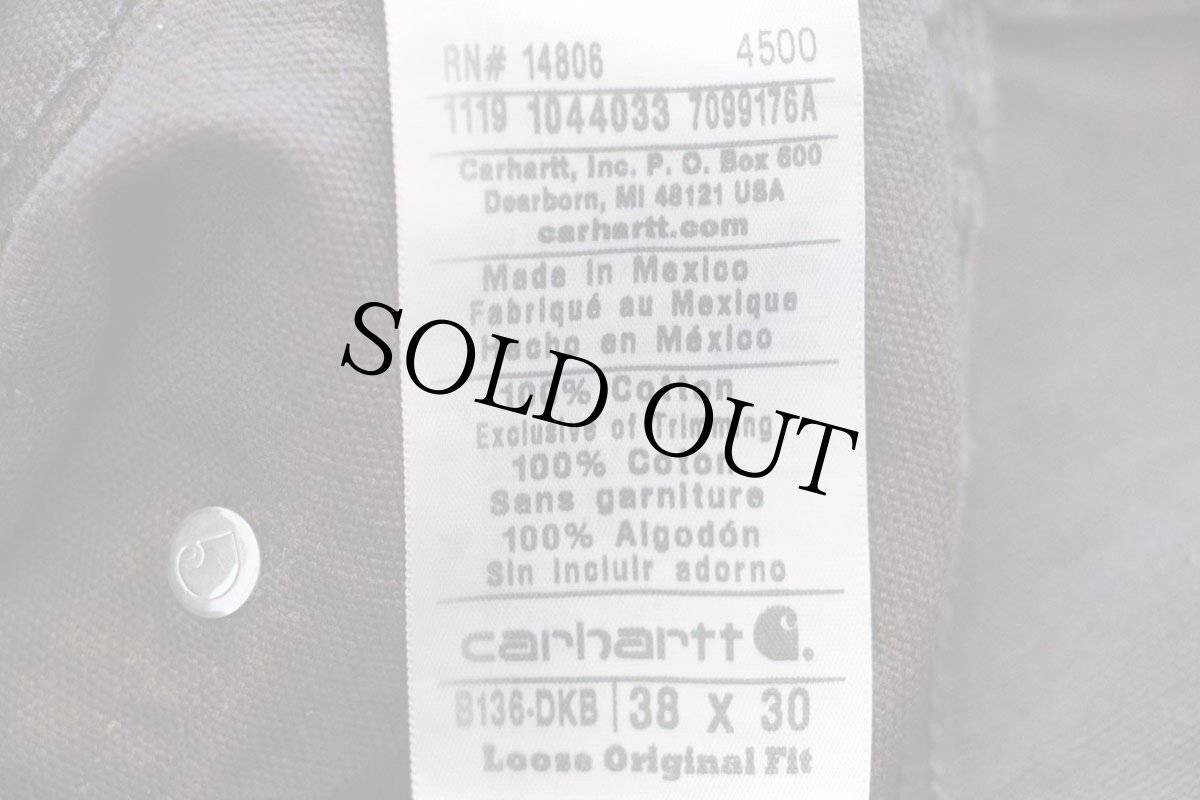 RN# 14806 4500
1119 1044033 7099176A
Carhartt, Inc. P. O. Box 600
Dearborn, MI 48121 USA
carhartt.com
Made in Mexico
Fabriqué au Mexique
Hecho en México
SOLD OUT
100% Cotton
Exclusive of Trimming
100% Coton
Sans garniture
100% Algodón
Sin incluir adorno
carhartt
B136-DKB 38 X 30
Loose Original Fit